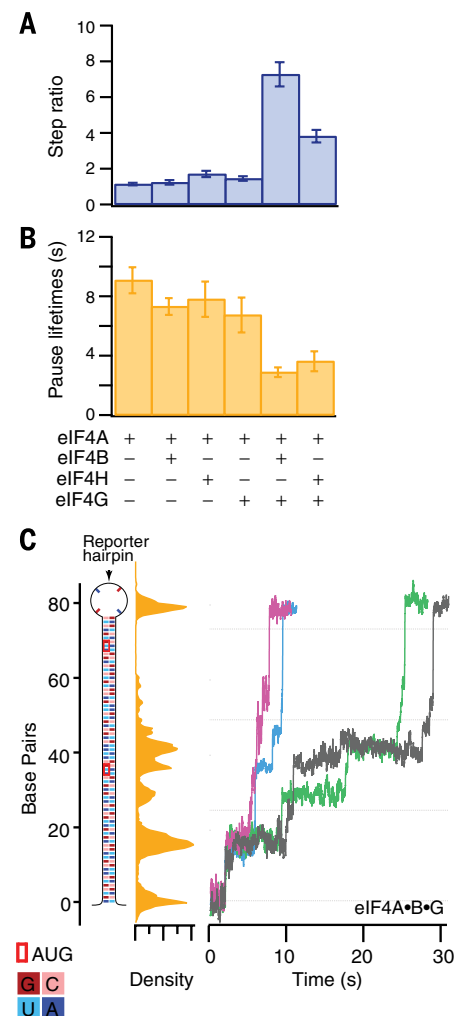 A
10
8
6
4
2
0
Step ratio
B
12
8
4
0
Pause lifetimes (s)
eIF4A + + + + + +
eIF4B – + – – + –
eIF4H – – + – – +
eIF4G – – – + + +
C
Reporter
hairpin
80
60
40
20
0
Base Pairs
eIF4A•B•G
0 10 20 30
Density
Time (s)
AUG
G C
U A